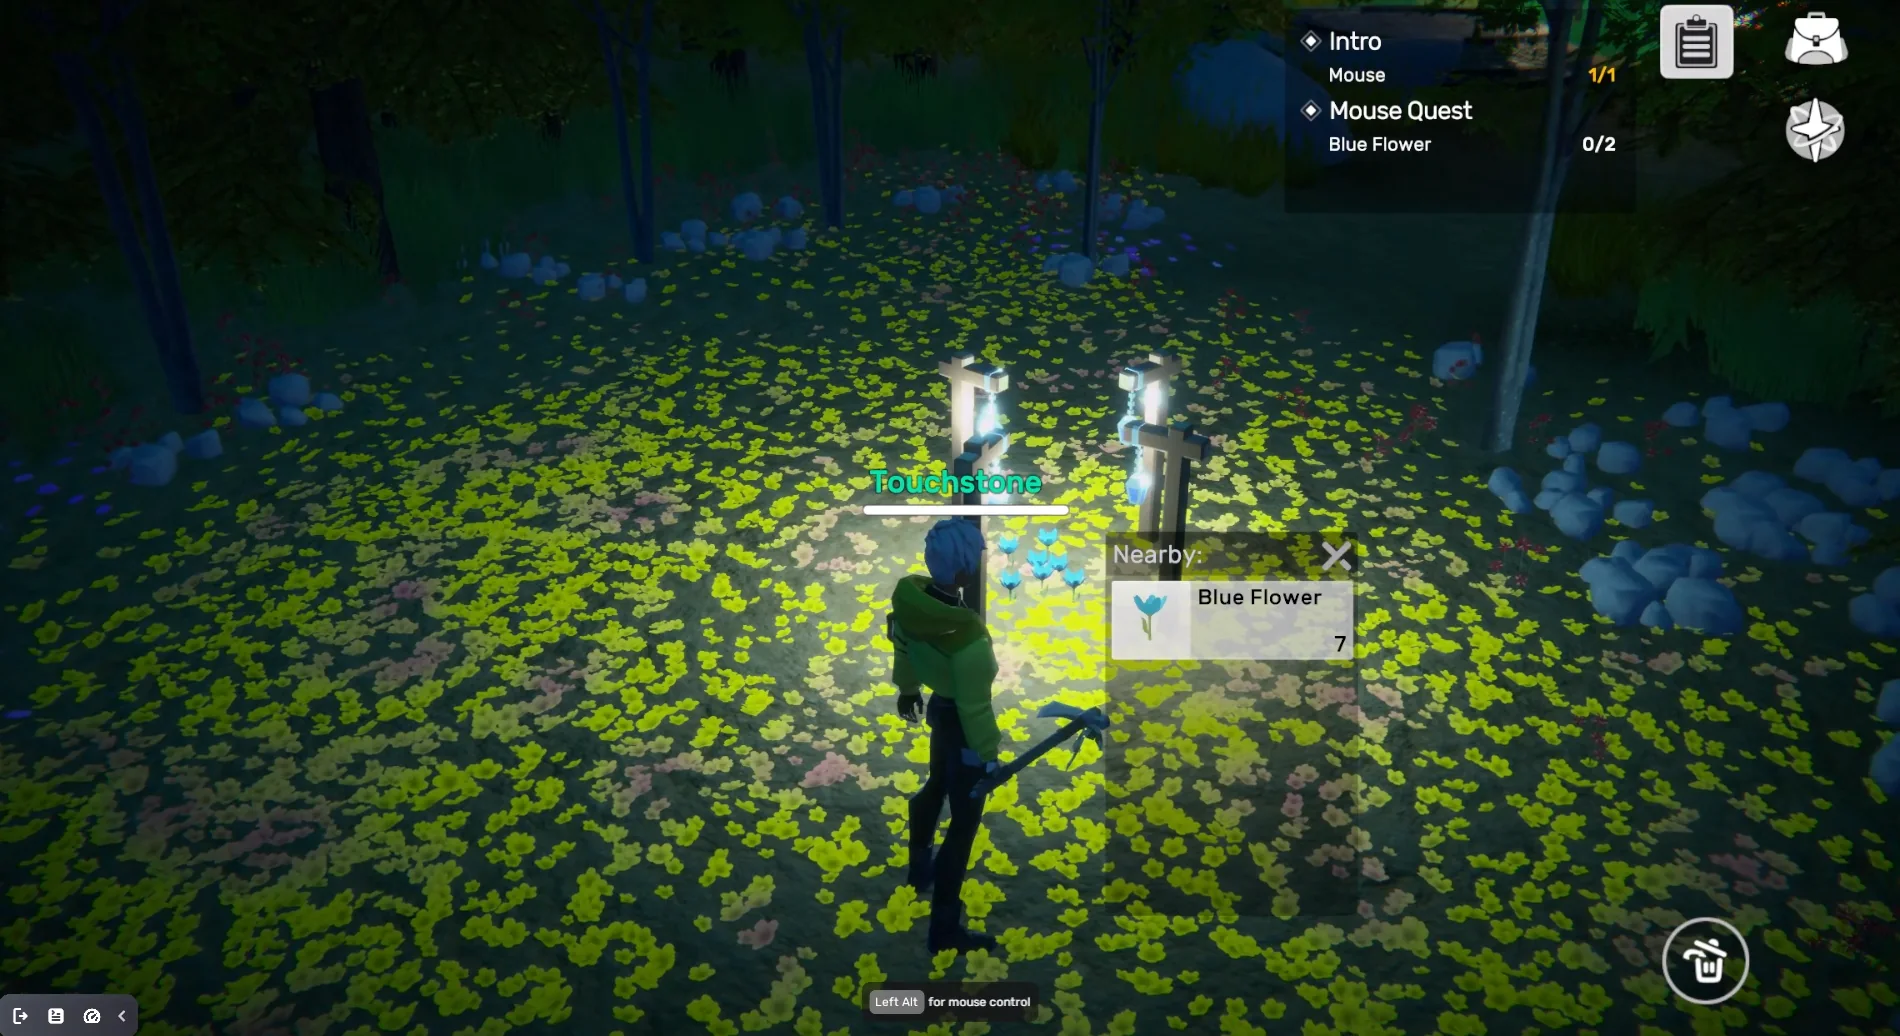 Intro
Mouse 1/1
Mouse Quest
Blue Flower 0/2
Touchstone
Nearby:
Blue Flower
7
Left Alt for mouse control